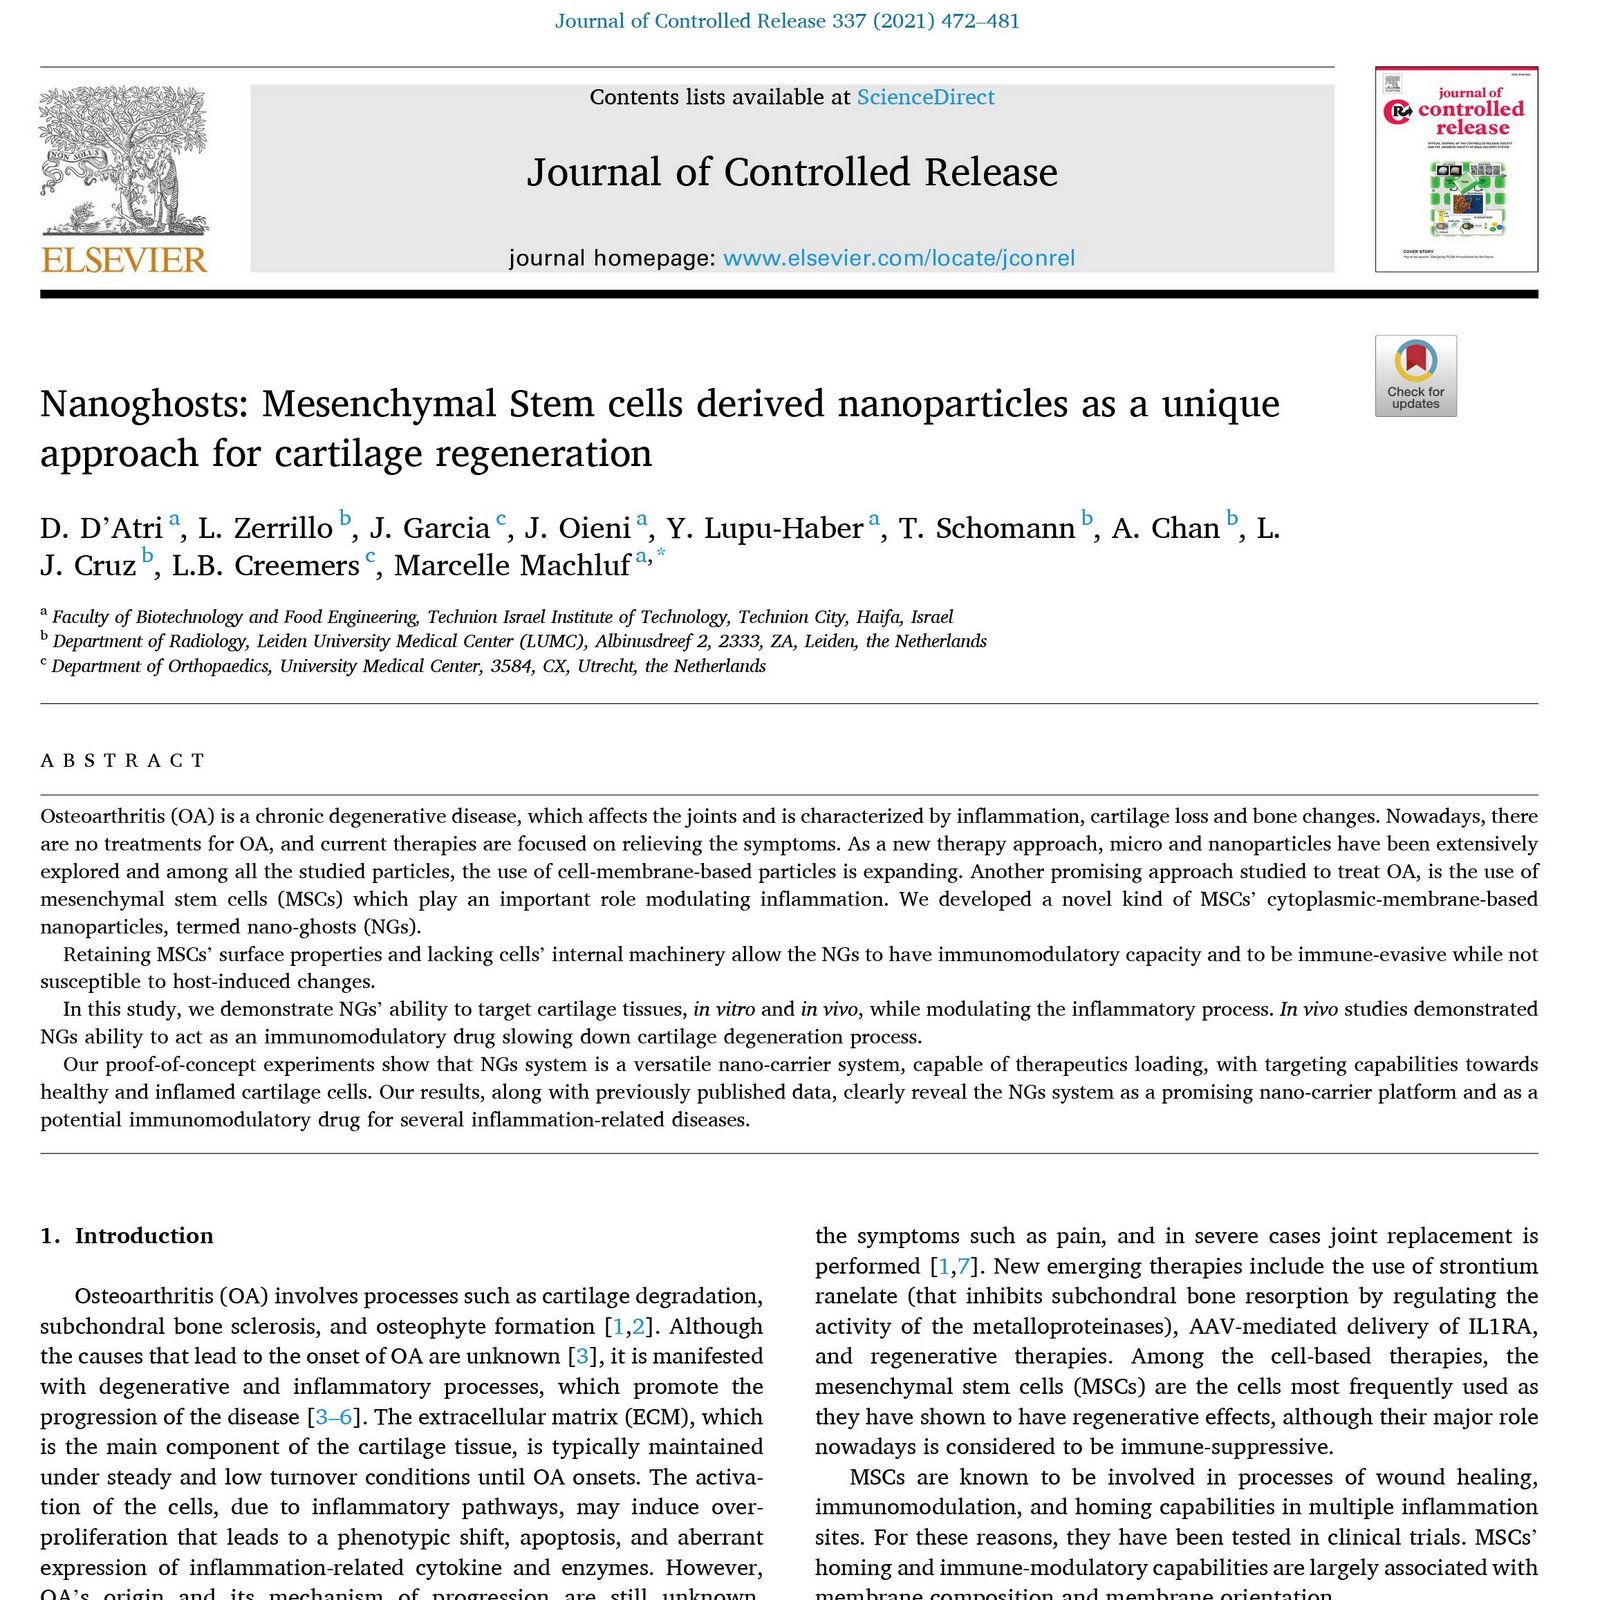 Journal of Controlled Release 337 (2021) 472–481
NON SOLUS
ELSEVIER
Contents lists available at ScienceDirect
Journal of Controlled Release
journal homepage: www.elsevier.com/locate/jconrel
journal of
controlled
release
COVER STORY
Check for
updates
Nanoghosts: Mesenchymal Stem cells derived nanoparticles as a unique
approach for cartilage regeneration
D. D’Atri a, L. Zerrillo b, J. Garcia c, J. Oieni a, Y. Lupu-Haber a, T. Schomann b, A. Chan b, L.
J. Cruz b, L.B. Creemers c, Marcelle Machluf a,*
a Faculty of Biotechnology and Food Engineering, Technion Israel Institute of Technology, Technion City, Haifa, Israel
b Department of Radiology, Leiden University Medical Center (LUMC), Albinusdreef 2, 2333, ZA, Leiden, the Netherlands
c Department of Orthopaedics, University Medical Center, 3584, CX, Utrecht, the Netherlands
ABSTRACT
Osteoarthritis (OA) is a chronic degenerative disease, which affects the joints and is characterized by inflammation, cartilage loss and bone changes. Nowadays, there
are no treatments for OA, and current therapies are focused on relieving the symptoms. As a new therapy approach, micro and nanoparticles have been extensively
explored and among all the studied particles, the use of cell-membrane-based particles is expanding. Another promising approach studied to treat OA, is the use of
mesenchymal stem cells (MSCs) which play an important role modulating inflammation. We developed a novel kind of MSCs’ cytoplasmic-membrane-based
nanoparticles, termed nano-ghosts (NGs).
Retaining MSCs’ surface properties and lacking cells’ internal machinery allow the NGs to have immunomodulatory capacity and to be immune-evasive while not
susceptible to host-induced changes.
In this study, we demonstrate NGs’ ability to target cartilage tissues, in vitro and in vivo, while modulating the inflammatory process. In vivo studies demonstrated
NGs ability to act as an immunomodulatory drug slowing down cartilage degeneration process.
Our proof-of-concept experiments show that NGs system is a versatile nano-carrier system, capable of therapeutics loading, with targeting capabilities towards
healthy and inflamed cartilage cells. Our results, along with previously published data, clearly reveal the NGs system as a promising nano-carrier platform and as a
potential immunomodulatory drug for several inflammation-related diseases.
1. Introduction
Osteoarthritis (OA) involves processes such as cartilage degradation,
subchondral bone sclerosis, and osteophyte formation [1,2]. Although
the causes that lead to the onset of OA are unknown [3], it is manifested
with degenerative and inflammatory processes, which promote the
progression of the disease [3–6]. The extracellular matrix (ECM), which
is the main component of the cartilage tissue, is typically maintained
under steady and low turnover conditions until OA onsets. The activa-
tion of the cells, due to inflammatory pathways, may induce over-
proliferation that leads to a phenotypic shift, apoptosis, and aberrant
expression of inflammation-related cytokine and enzymes. However,
OA’s origin and its mechanism of progression are still unknown.
the symptoms such as pain, and in severe cases joint replacement is
performed [1,7]. New emerging therapies include the use of strontium
ranelate (that inhibits subchondral bone resorption by regulating the
activity of the metalloproteinases), AAV-mediated delivery of IL1RA,
and regenerative therapies. Among the cell-based therapies, the
mesenchymal stem cells (MSCs) are the cells most frequently used as
they have shown to have regenerative effects, although their major role
nowadays is considered to be immune-suppressive.
MSCs are known to be involved in processes of wound healing,
immunomodulation, and homing capabilities in multiple inflammation
sites. For these reasons, they have been tested in clinical trials. MSCs’
homing and immune-modulatory capabilities are largely associated with
membrane composition and membrane orientation.